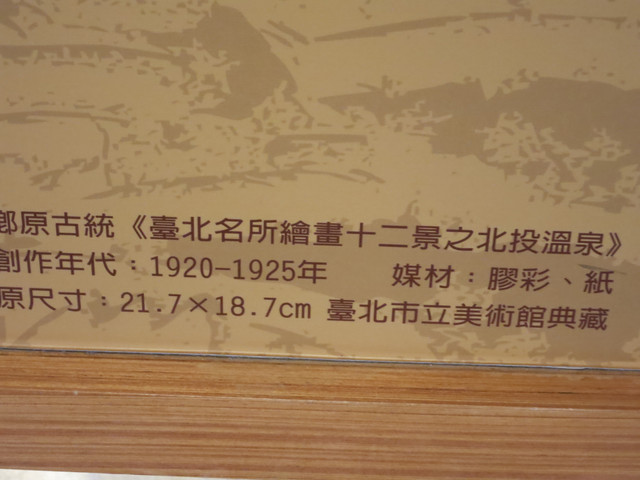 鄉原古統《臺北名所繪畫十二景之北投溫泉》
創作年代：1920-1925年　　媒材：膠彩、紙
原尺寸：21.7×18.7cm 臺北市立美術館典藏